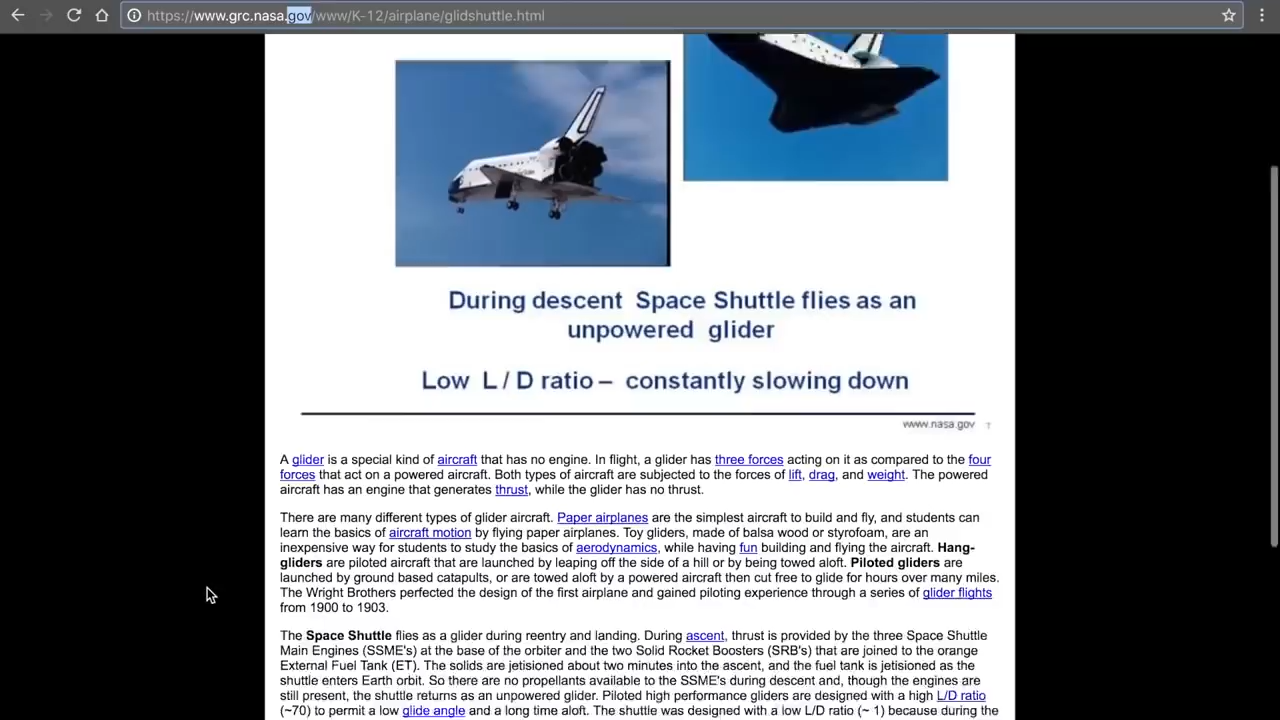 https://www.grc.nasa.gov/www/K-12/airplane/glidshuttle.html
During descent Space Shuttle flies as an
unpowered glider
Low L / D ratio – constantly slowing down
www.nasa.gov
A glider is a special kind of aircraft that has no engine. In flight, a glider has three forces acting on it as compared to the four
forces that act on a powered aircraft. Both types of aircraft are subjected to the forces of lift, drag, and weight. The powered
aircraft has an engine that generates thrust, while the glider has no thrust.
There are many different types of glider aircraft. Paper airplanes are the simplest aircraft to build and fly, and students can
learn the basics of aircraft motion by flying paper airplanes. Toy gliders, made of balsa wood or styrofoam, are an
inexpensive way for students to study the basics of aerodynamics, while having fun building and flying the aircraft. Hang-
gliders are piloted aircraft that are launched by leaping off the side of a hill or by being towed aloft. Piloted gliders are
launched by ground based catapults, or are towed aloft by a powered aircraft then cut free to glide for hours over many miles.
The Wright Brothers perfected the design of the first airplane and gained piloting experience through a series of glider flights
from 1900 to 1903.
The Space Shuttle flies as a glider during reentry and landing. During ascent, thrust is provided by the three Space Shuttle
Main Engines (SSME's) at the base of the orbiter and the two Solid Rocket Boosters (SRB's) that are joined to the orange
External Fuel Tank (ET). The solids are jetisioned about two minutes into the ascent, and the fuel tank is jetisioned as the
shuttle enters Earth orbit. So there are no propellants available to the SSME's during descent and, though the engines are
still present, the shuttle returns as an unpowered glider. Piloted high performance gliders are designed with a high L/D ratio
(~70) to permit a low glide angle and a long time aloft. The shuttle was designed with a low L/D ratio (~ 1) because during the